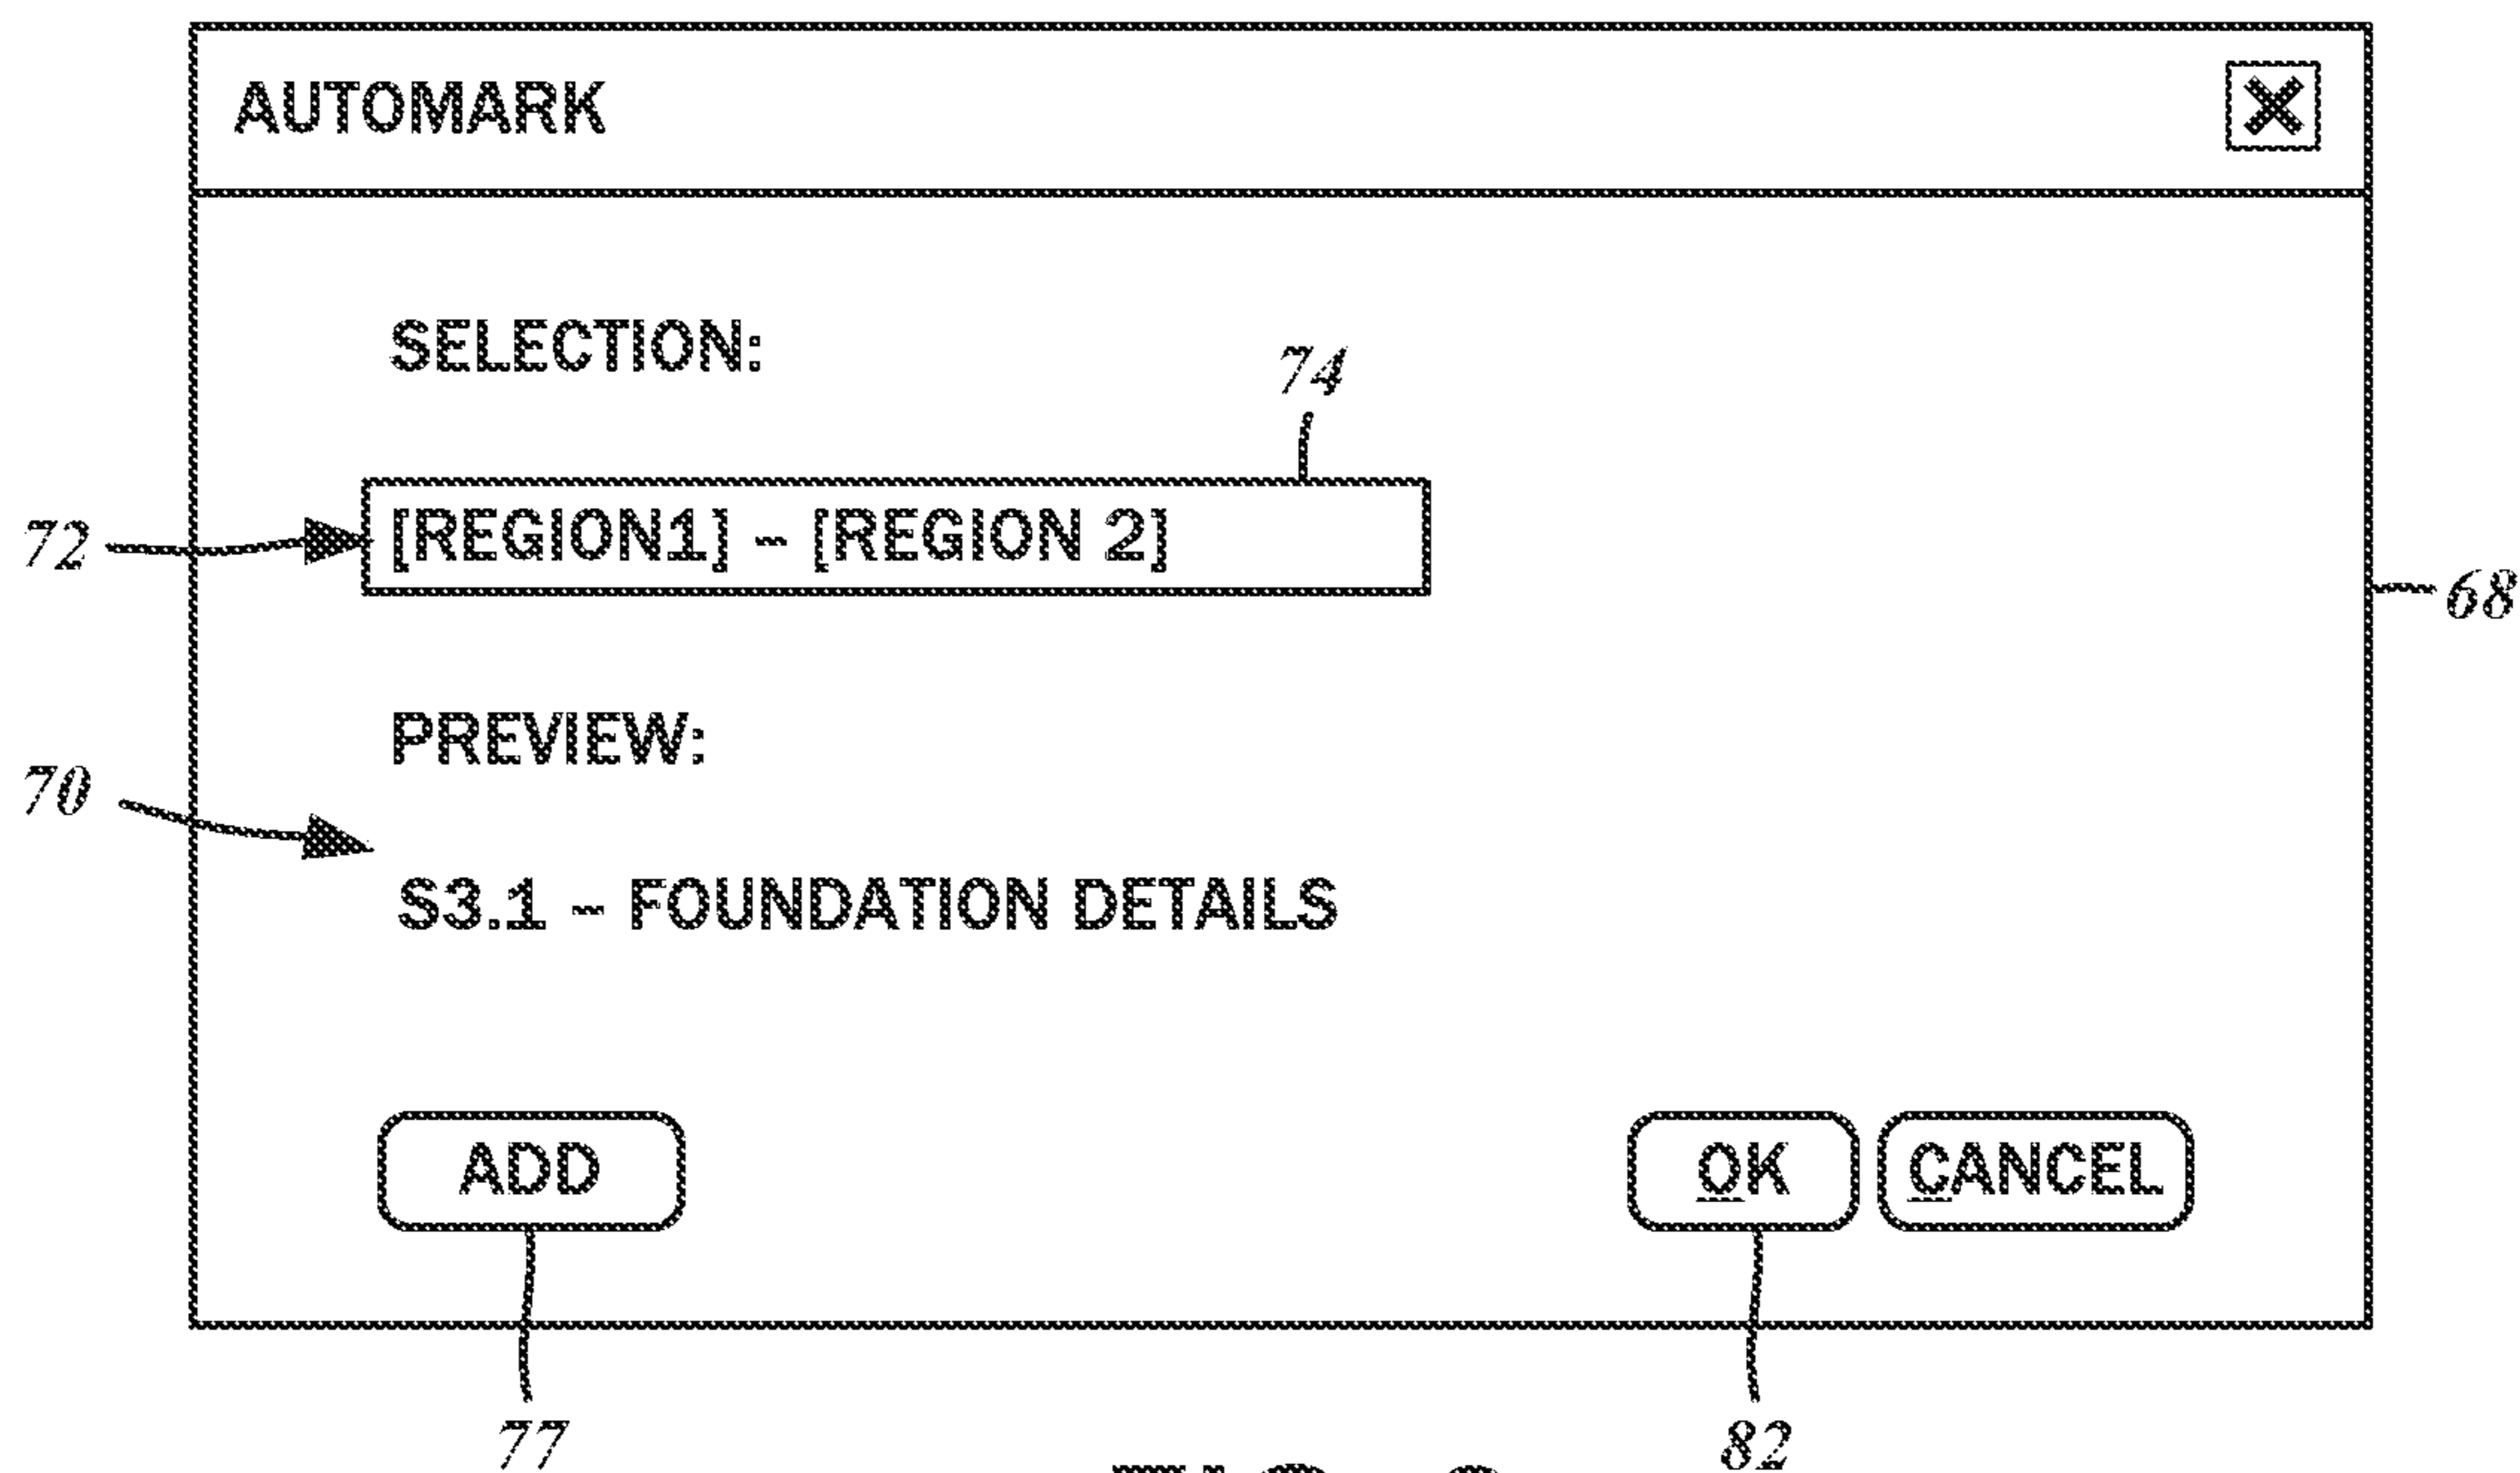 AUTOMARK
SELECTION:
74
72
[REGION1] - [REGION 2]
68
PREVIEW:
70
S3.1 - FOUNDATION DETAILS
ADD
OK
CANCEL
77
82